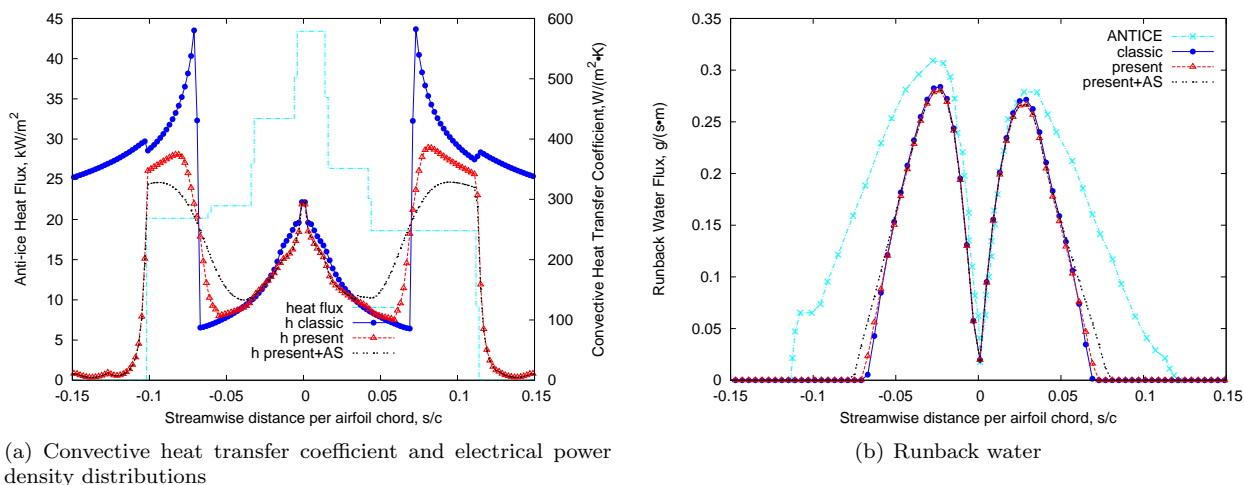 45
40
35
30
25
20
15
10
5
0
Anti-ice Heat Flux, kW/m²
600
500
400
300
200
100
0
Convective Heat Transfer Coefficient,W/(m²•K)
heat flux
h classic
h present
h present+AS
-0.15 -0.1 -0.05 0 0.05 0.1 0.15
Streamwise distance per airfoil chord, s/c
(a) Convective heat transfer coefficient and electrical power
density distributions
0.35
0.3
0.25
0.2
0.15
0.1
0.05
0
Runback Water Flux, g/(s•m)
ANTICE
classic
present
present+AS
-0.15 -0.1 -0.05 0 0.05 0.1 0.15
Streamwise distance per airfoil chord, s/c
(b) Runback water